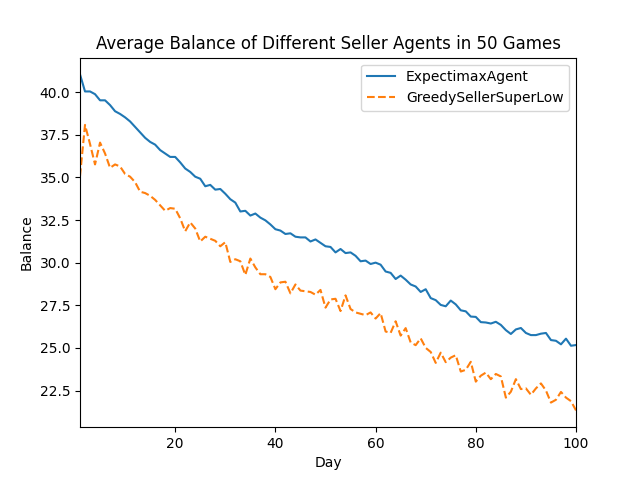 Average Balance of Different Seller Agents in 50 Games
ExpectimaxAgent
GreedySellerSuperLow
40.0
37.5
35.0
32.5
30.0
27.5
25.0
22.5
Balance
20
40
60
80
100
Day